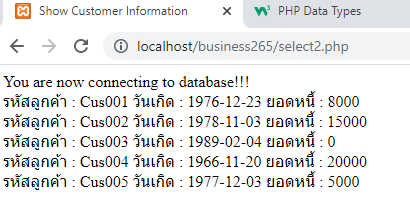 Show Customer Information
PHP Data Types
localhost/business265/select2.php
You are now connecting to database!!!
รหัสลูกค้า : Cus001 วันเกิด : 1976-12-23 ยอดหนี้ : 8000
รหัสลูกค้า : Cus002 วันเกิด : 1978-11-03 ยอดหนี้ : 15000
รหัสลูกค้า : Cus003 วันเกิด : 1989-02-04 ยอดหนี้ : 0
รหัสลูกค้า : Cus004 วันเกิด : 1966-11-20 ยอดหนี้ : 20000
รหัสลูกค้า : Cus005 วันเกิด : 1977-12-03 ยอดหนี้ : 5000